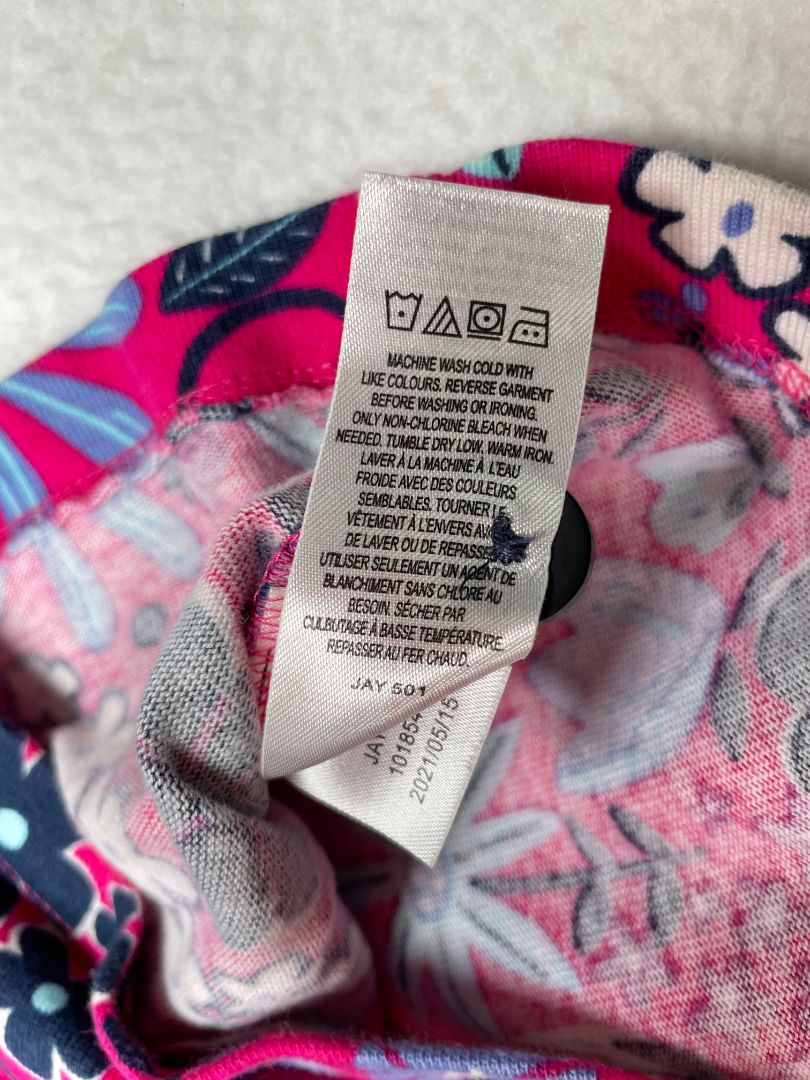 MACHINE WASH COLD WITH
LIKE COLOURS. REVERSE GARMENT
BEFORE WASHING OR IRONING.
ONLY NON-CHLORINE BLEACH WHEN
NEEDED. TUMBLE DRY LOW, WARM IRON.
LAVER À LA MACHINE À L'EAU
FROIDE AVEC DES COULEURS
SEMBLABLES. TOURNER LE
VÊTEMENT À L'ENVERS
DE LAVER OU DE REPASSER
UTILISER SEULEMENT UN AGENT DE
BLANCHIMENT SANS CHLORE AU
BESOIN. SÉCHER PAR
CULBUTAGE À BASSE TEMPÉRATURE.
REPASSER AU FER CHAUD.
JAY 501
JAY
2021/05/15